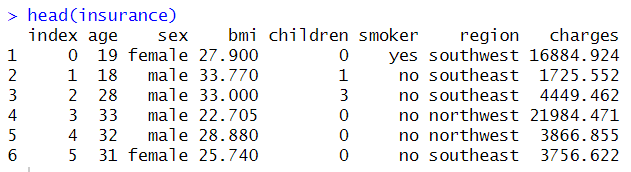 > head(insurance)
index age sex bmi children smoker region charges
1 0 19 female 27.900 0 yes southwest 16884.924
2 1 18 male 33.770 1 no southeast 1725.552
3 2 28 male 33.000 3 no southeast 4449.462
4 3 33 male 22.705 0 no northwest 21984.471
5 4 32 male 28.880 0 no northwest 3866.855
6 5 31 female 25.740 0 no southeast 3756.622